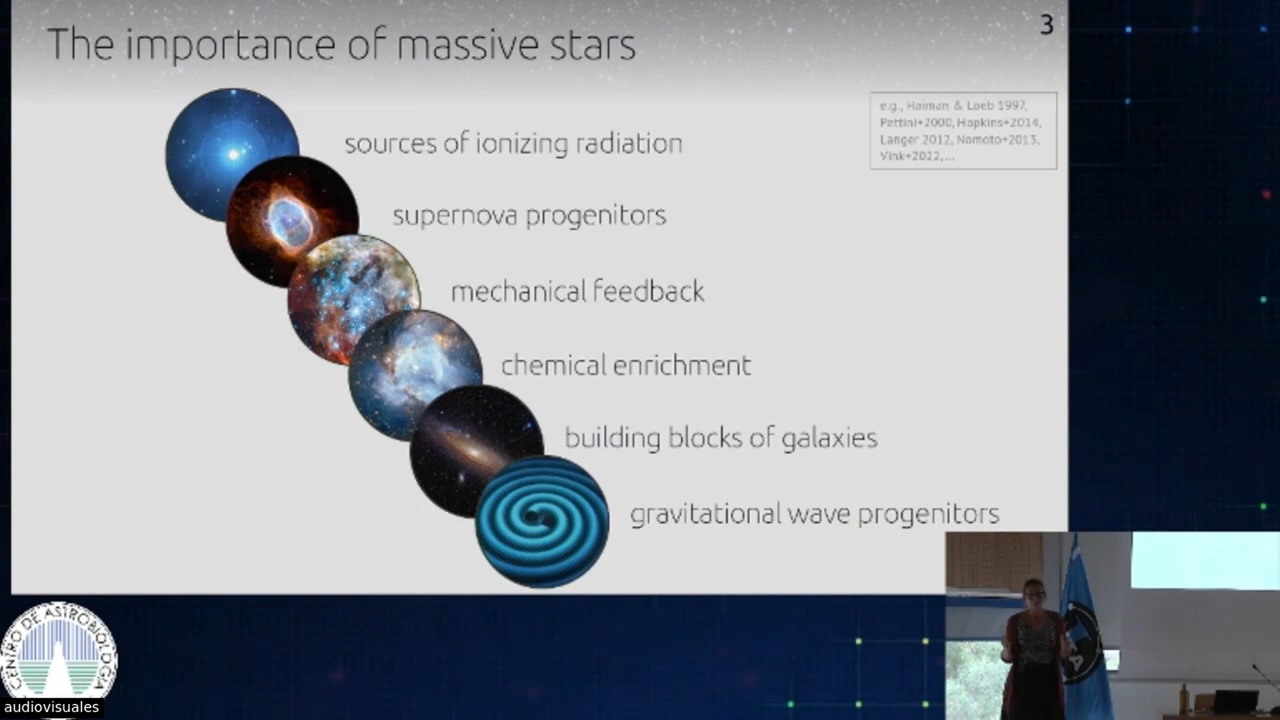 The importance of massive stars
3
e.g., Haiman & Loeb 1997,
Pettini+2000, Hopkins+2014,
Langer 2012, Nomoto+2013,
Vink+2022, ...
sources of ionizing radiation
supernova progenitors
mechanical feedback
chemical enrichment
building blocks of galaxies
gravitational wave progenitors
CENTRO DE ASTROBIOLOGÍA
audiovisuales